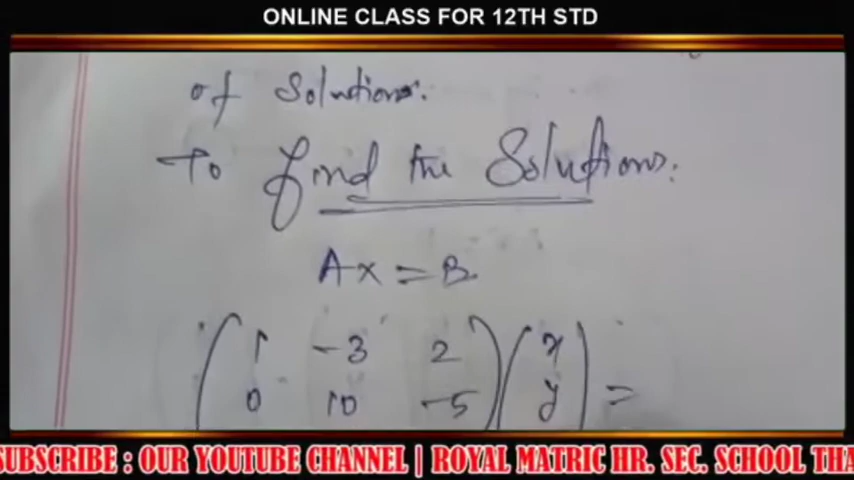 ONLINE CLASS FOR 12TH STD
of Solutions.
To find the Solutions.
AX = B
1 -3 2 x
0 10 -5 y =
SUBSCRIBE : OUR YOUTUBE CHANNEL | ROYAL MATRIC HR. SEC. SCHOOL THA